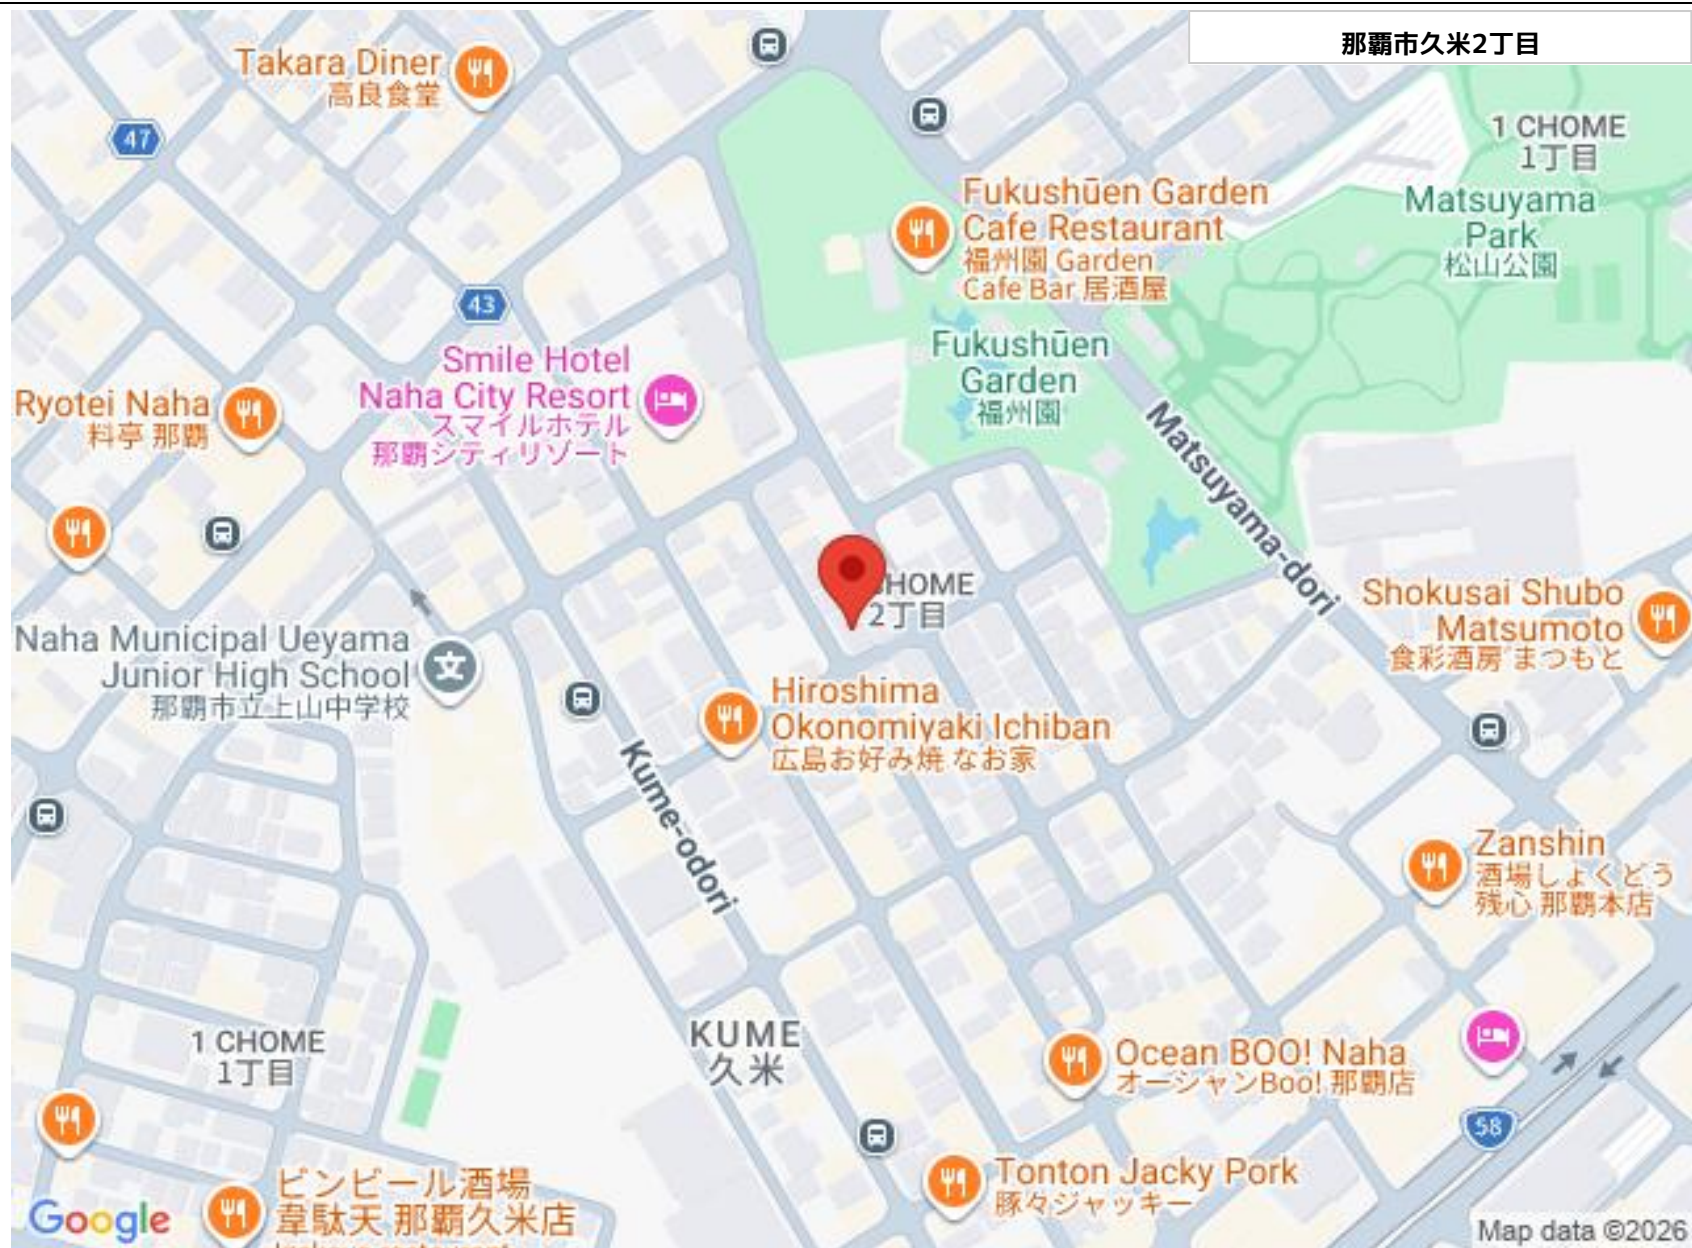 那覇市久米2丁目
Takara Diner
高良食堂
47
1 CHOME
1丁目
Fukushūen Garden
Cafe Restaurant
福州園 Garden
Cafe Bar 居酒屋
Matsuyama
Park
松山公園
43
Smile Hotel
Naha City Resort
スマイルホテル
那覇シティリゾート
Fukushūen
Garden
福州園
Ryotei Naha
料亭 那覇
Matsuyama-dori
HOME
2丁目
Shokusai Shubo
Matsumoto
食彩酒房 まつもと
Naha Municipal Ueyama
Junior High School
那覇市立上山中学校
文
Hiroshima
Okonomiyaki Ichiban
広島お好み焼 なお家
Kume-odori
Zanshin
酒場しょくどう
残心 那覇本店
1 CHOME
1丁目
KUME
久米
Ocean BOO! Naha
オーシャンBoo! 那覇店
58
Tonton Jacky Pork
豚々ジャッキー
ビンビール酒場
韋駄天 那覇久米店
Google
Map data ©2026